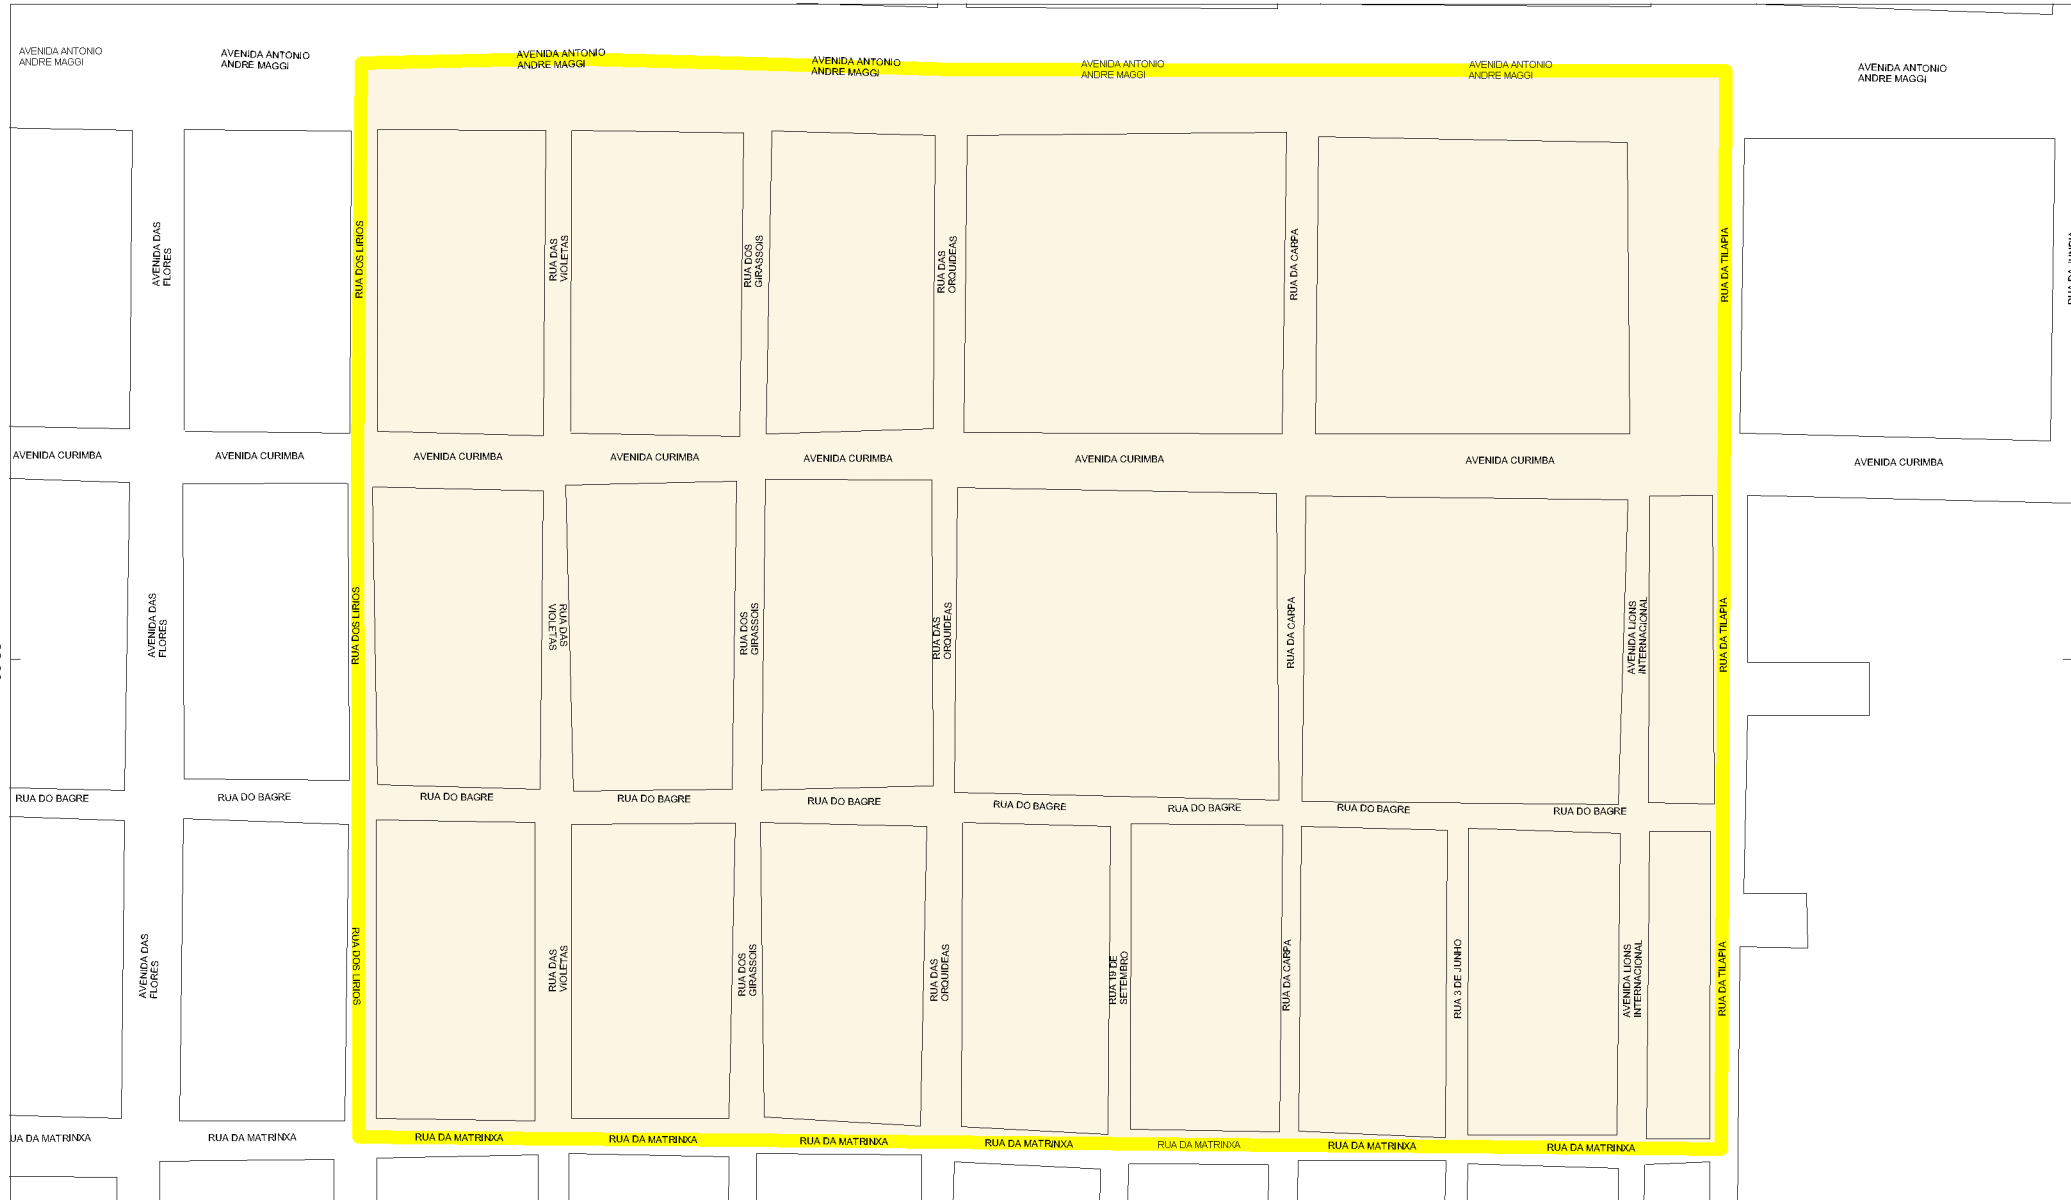 AVENIDA ANTONIO
ANDRE MAGGI
AVENIDA ANTONIO
ANDRE MAGGI
AVENIDA ANTONIO
ANDRE MAGGI
AVENIDA ANTONIO
ANDRE MAGGI
AVENIDA ANTONIO
ANDRE MAGGI
AVENIDA ANTONIO
ANDRE MAGGI
AVENIDA ANTONIO
ANDRE MAGGI
AVENIDA DAS
FLORES
RUA DOS LIRIOS
RUA DAS
VIOLETAS
RUA DOS
GIRASSOIS
RUA DAS
ORQUIDEAS
RUA DA CARPA
RUA DA TILAPIA
AVENIDA CURIMBA
AVENIDA CURIMBA
AVENIDA CURIMBA
AVENIDA CURIMBA
AVENIDA CURIMBA
AVENIDA CURIMBA
AVENIDA CURIMBA
AVENIDA CURIMBA
AVENIDA DAS
FLORES
RUA DOS LIRIOS
RUA DAS
VIOLETAS
RUA DOS
GIRASSOIS
RUA DAS
ORQUIDEAS
RUA DA CARPA
AVENIDA LIONS
INTERNACIONAL
RUA DA TILAPIA
RUA DO BAGRE
RUA DO BAGRE
RUA DO BAGRE
RUA DO BAGRE
RUA DO BAGRE
RUA DO BAGRE
RUA DO BAGRE
RUA DO BAGRE
RUA DO BAGRE
AVENIDA DAS
FLORES
RUA DOS LIRIOS
RUA DAS
VIOLETAS
RUA DOS
GIRASSOIS
RUA DAS
ORQUIDEAS
RUA 19 DE
SETEMBRO
RUA DA CARPA
RUA 3 DE JUNHO
AVENIDA LIONS
INTERNACIONAL
RUA DA TILAPIA
UA DA MATRINXA
RUA DA MATRINXA
RUA DA MATRINXA
RUA DA MATRINXA
RUA DA MATRINXA
RUA DA MATRINXA
RUA DA MATRINXA
RUA DA MATRINXA
RUA DA MATRINXA